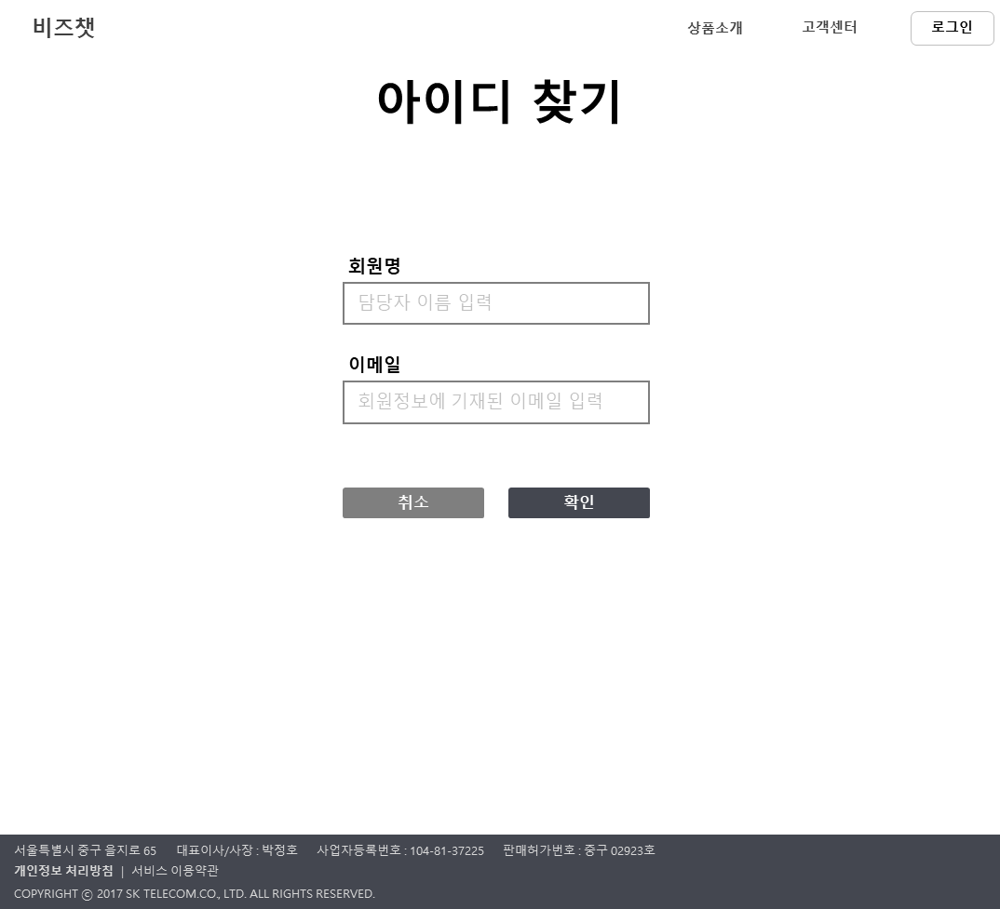 비즈챗 상품소개 고객센터 로그인
아이디 찾기
회원명
담당자 이름 입력
이메일
회원정보에 기재된 이메일 입력
취소 확인
서울특별시 중구 을지로 65 대표이사/사장 : 박정호 사업자등록번호 : 104-81-37225 판매허가번호 : 중구 02923호
개인정보 처리방침 | 서비스 이용약관
COPYRIGHT ⓒ 2017 SK TELECOM.CO., LTD. ALL RIGHTS RESERVED.